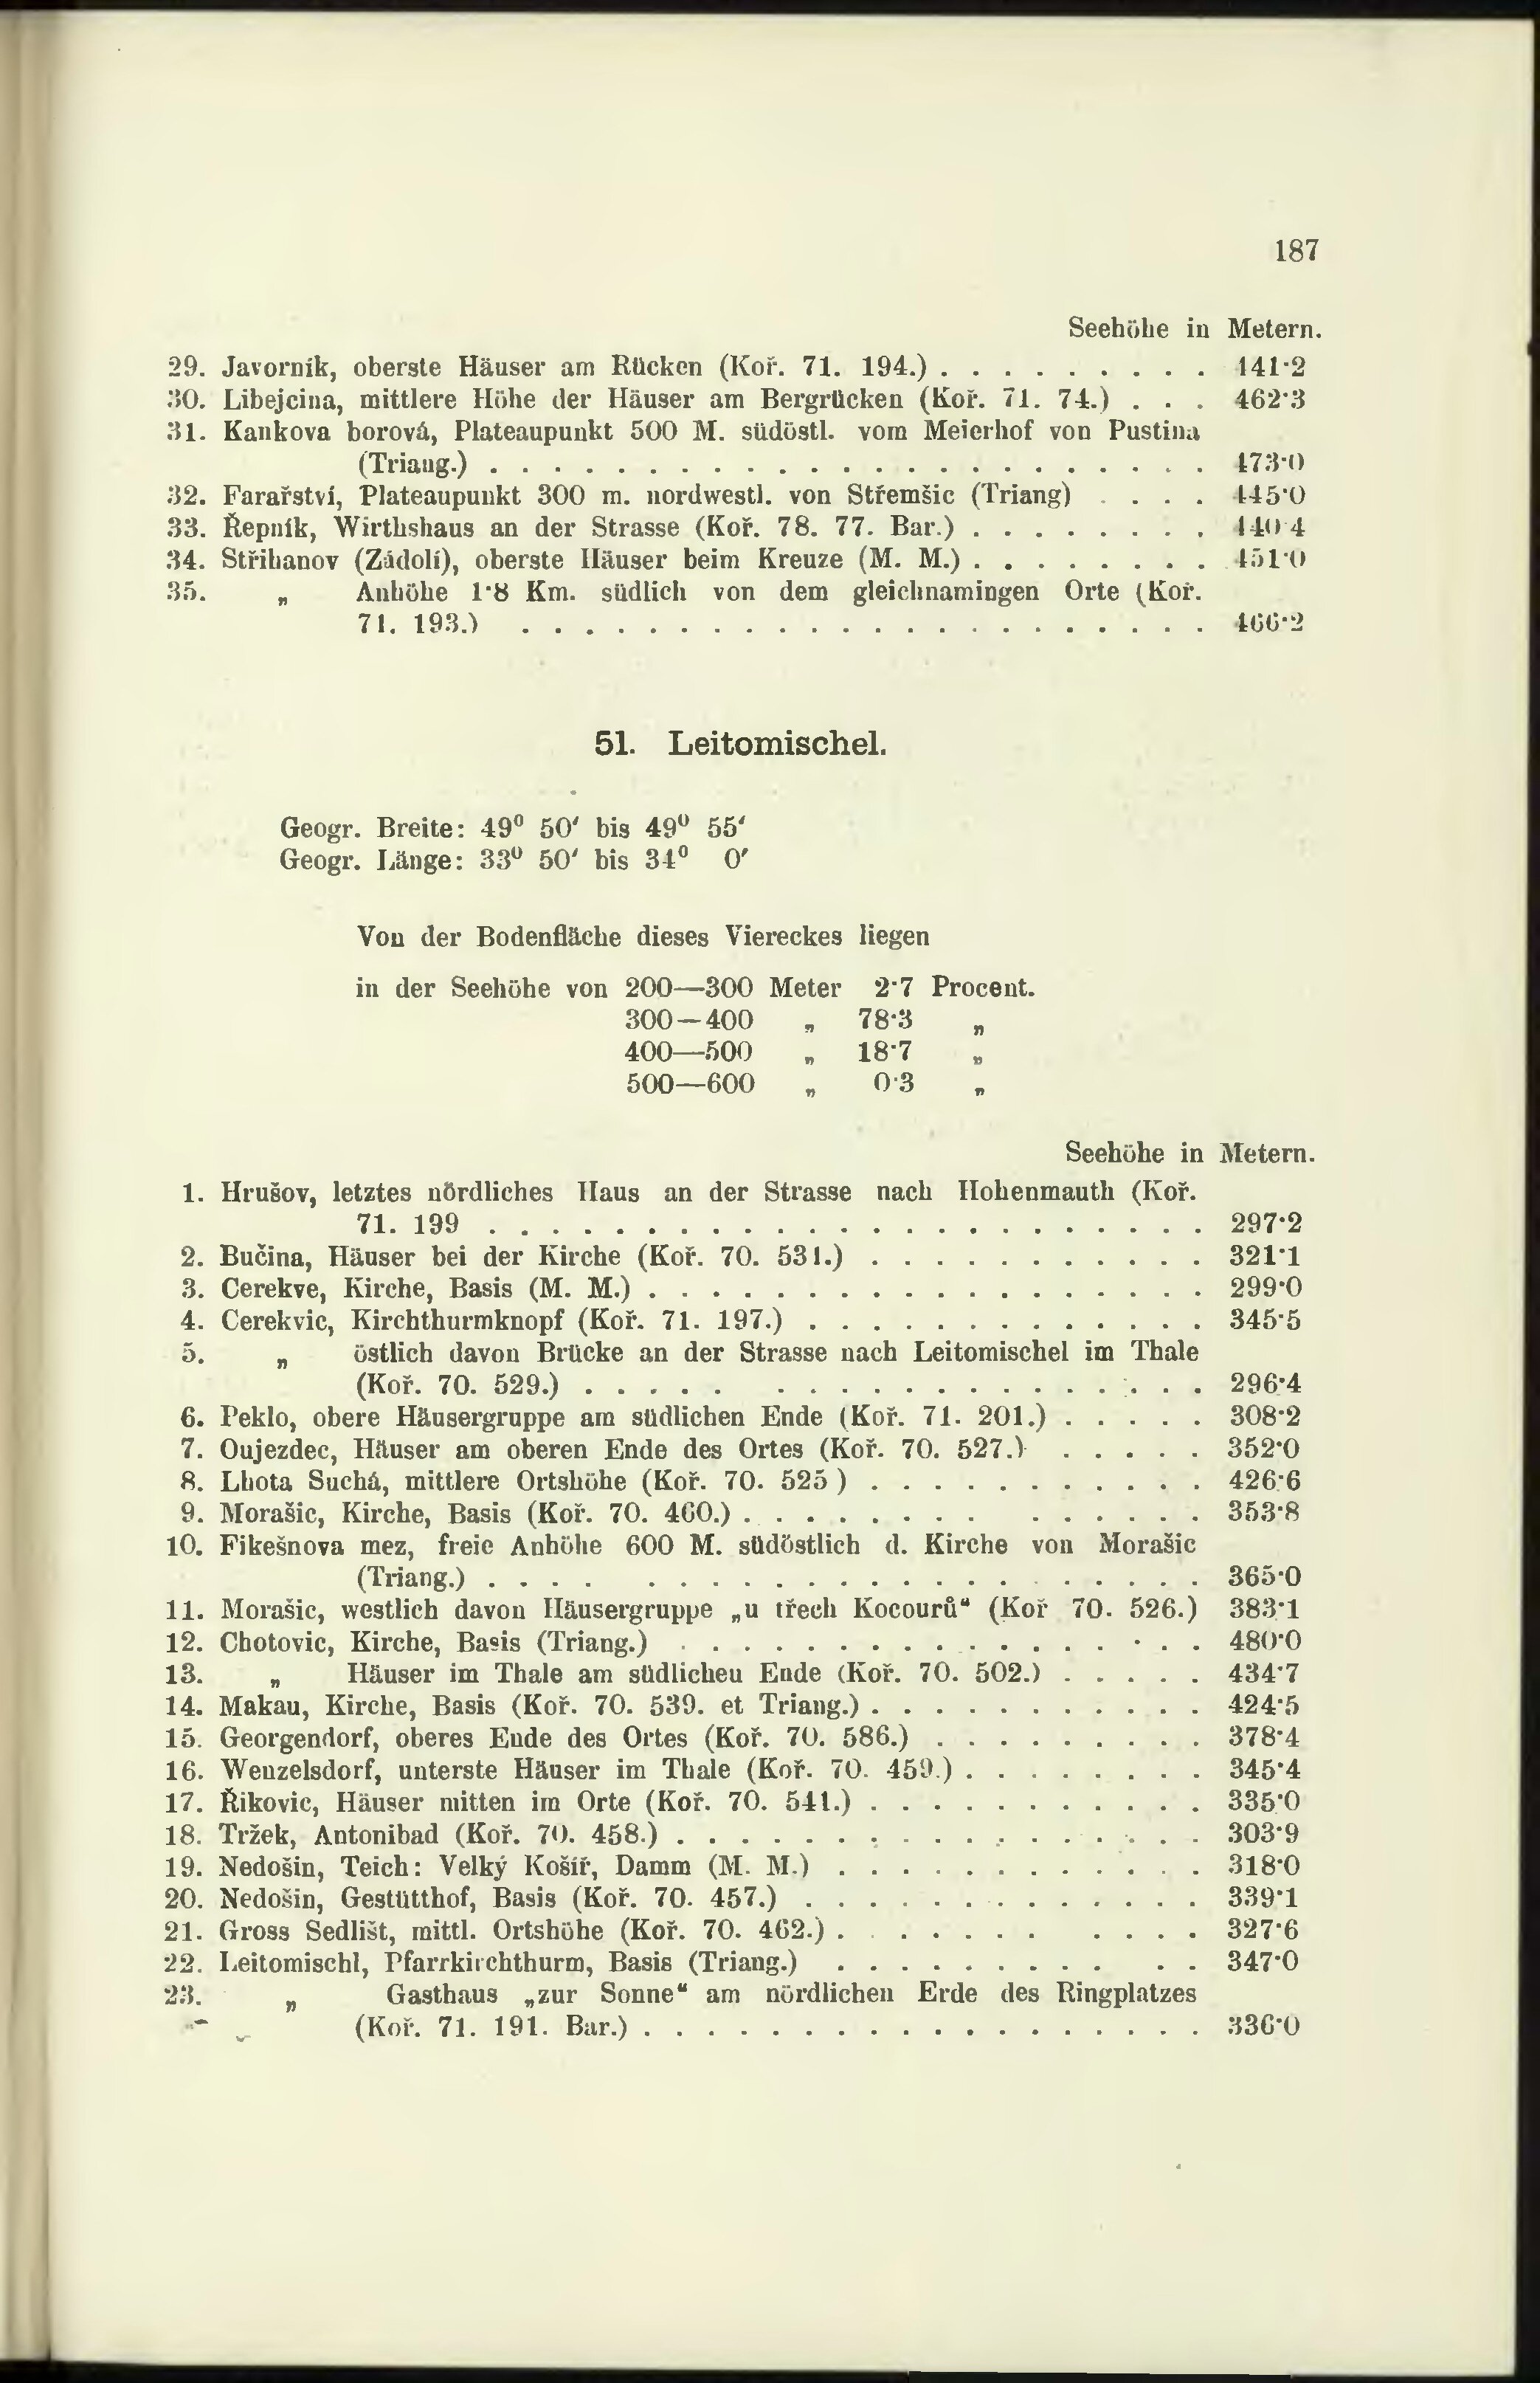 187
Seehöhe in Metern.
29. Javorník, oberste Häuser am Rücken (Koř. 71. 194.) . . . . . . . . . 441·2
30. Libejcina, mittlere Höhe der Häuser am Bergrücken (Koř. 71. 74.) . . . 462·3
31. Kankova borová, Plateaupunkt 500 M. südöstl. vom Meierhof von Pustina
(Triang.) . . . . . . . . . . . . . . . . . . . . . . . 473·0
32. Farařství, Plateaupunkt 300 m. nordwestl. von Střemšic (Triang) . . . . 445·0
33. Řepník, Wirthshaus an der Strasse (Koř. 78. 77. Bar.) . . . . . . . . 440 4
34. Střihanov (Zádolí), oberste Häuser beim Kreuze (M. M.) . . . . . . . . 451·0
35. „ Anhöhe 1·8 Km. südlich von dem gleichnamingen Orte (Koř.
71. 193.) . . . . . . . . . . . . . . . . . . . . . . 466·2
51. Leitomischel.
Geogr. Breite: 49⁰ 50′ bis 49⁰ 55′
Geogr. Länge: 33⁰ 50′ bis 34⁰ 0′
Von der Bodenfläche dieses Viereckes liegen
in der Seehöhe von 200—300 Meter 2·7 Procent.
300—400 „ 78·3 „
400—500 „ 18·7 „
500—600 „ 0·3 „
Seehöhe in Metern.
1. Hrušov, letztes nördliches Haus an der Strasse nach Hohenmauth (Koř.
71. 199 . . . . . . . . . . . . . . . . . . . . . . . 297·2
2. Bučina, Häuser bei der Kirche (Koř. 70. 531.) . . . . . . . . . . . 321·1
3. Cerekve, Kirche, Basis (M. M.) . . . . . . . . . . . . . . . . . . 299·0
4. Cerekvic, Kirchthurmknopf (Koř. 71. 197.) . . . . . . . . . . . . . 345·5
5. „ östlich davon Brücke an der Strasse nach Leitomischel im Thale
(Koř. 70. 529.) . . . . . . . . . . . . . . . . . . . 296·4
6. Peklo, obere Häusergruppe am südlichen Ende (Koř. 71. 201.) . . . . . 308·2
7. Oujezdec, Häuser am oberen Ende des Ortes (Koř. 70. 527.) . . . . . 352·0
8. Lhota Suchá, mittlere Ortshöhe (Koř. 70. 525 ) . . . . . . . . . . . 426·6
9. Morašic, Kirche, Basis (Koř. 70. 460.) . . . . . . . . . . . . . . 353·8
10. Fikešnova mez, freie Anhöhe 600 M. südöstlich d. Kirche von Morašic
(Triang.) . . . . . . . . . . . . . . . . . . . . . . 365·0
11. Morašic, westlich davon Häusergruppe „u třech Kocourů“ (Koř 70. 526.) 383·1
12. Chotovic, Kirche, Basis (Triang.) . . . . . . . . . . . . . . . . . 480·0
13. „ Häuser im Thale am südlichen Ende (Koř. 70. 502.) . . . . . 434·7
14. Makau, Kirche, Basis (Koř. 70. 539. et Triang.) . . . . . . . . . . . 424·5
15. Georgendorf, oberes Ende des Ortes (Koř. 70. 586.) . . . . . . . . . 378·4
16. Wenzelsdorf, unterste Häuser im Thale (Koř. 70. 459.) . . . . . . . . 345·4
17. Řikovic, Häuser mitten im Orte (Koř. 70. 541.) . . . . . . . . . . . 335·0
18. Tržek, Antonibad (Koř. 70. 458.) . . . . . . . . . . . . . . . . . 303·9
19. Nedošin, Teich: Velký Košíř, Damm (M. M.) . . . . . . . . . . . . 318·0
20. Nedošin, Gestütthof, Basis (Koř. 70. 457.) . . . . . . . . . . . . . 339·1
21. Gross Sedlišt, mittl. Ortshöhe (Koř. 70. 462.) . . . . . . . . . . . 327·6
22. Leitomischl, Pfarrkirchthurm, Basis (Triang.) . . . . . . . . . . . 347·0
23. „ Gasthaus „zur Sonne“ am nördlichen Erde des Ringplatzes
(Koř. 71. 191. Bar.) . . . . . . . . . . . . . . . . . . 336·0